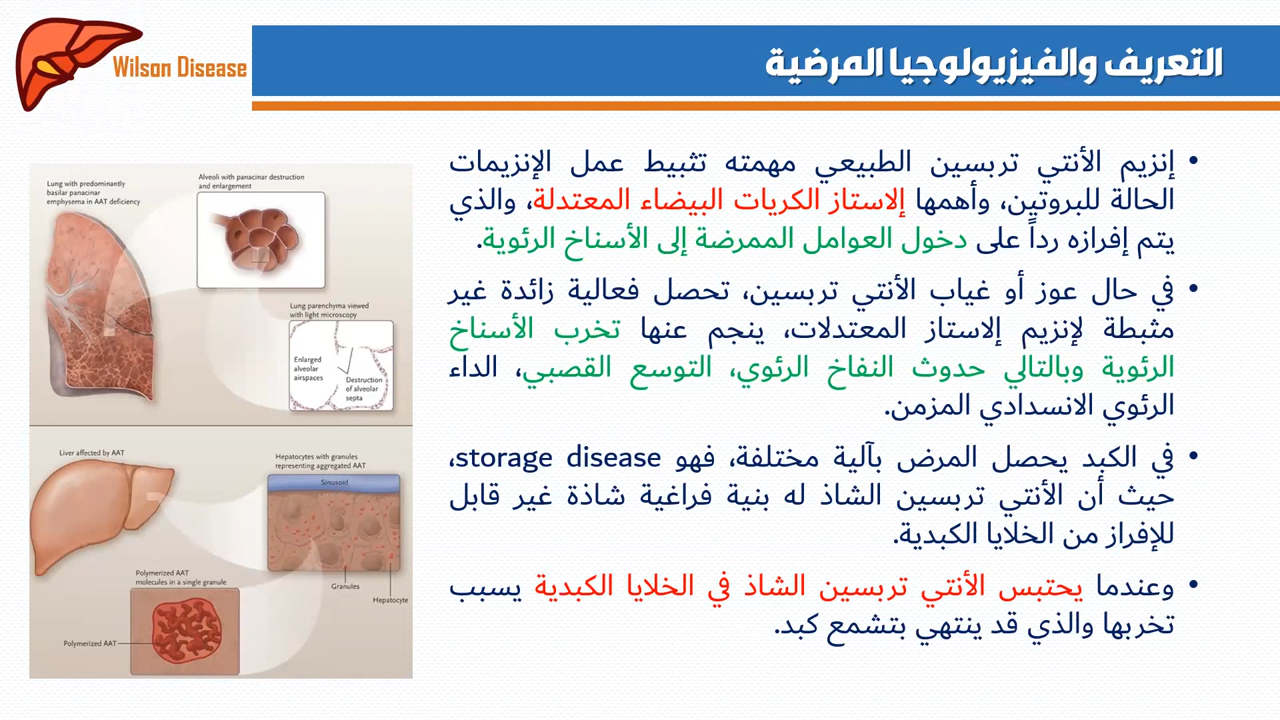 Wilson Disease
التعريف والفيزيولوجيا المرضية
• إنزيم الأنتي تربسين الطبيعي مهمته تثبيط عمل الإنزيمات
الحالة للبروتين، وأهمها إلاستاز الكريات البيضاء المعتدلة، والذي
يتم إفرازه رداً على دخول العوامل الممرضة إلى الأسناخ الرئوية.
• في حال عوز أو غياب الأنتي تربسين، تحصل فعالية زائدة غير
مثبطة لإنزيم إلاستاز المعتدلات، ينجم عنها تخرب الأسناخ
الرئوية وبالتالي حدوث النفاخ الرئوي، التوسع القصبي، الداء
الرئوي الانسدادي المزمن.
• في الكبد يحصل المرض بآلية مختلفة، فهو storage disease،
حيث أن الأنتي تربسين الشاذ له بنية فراغية شاذة غير قابل
للإفراز من الخلايا الكبدية.
• وعندما يحتبس الأنتي تربسين الشاذ في الخلايا الكبدية يسبب
تخربها والذي قد ينتهي بتشمع كبد.
Lung with predominantly
basilar panacinar
emphysema in AAT deficiency
Alveoli with panacinar destruction
and enlargement
Lung parenchyma viewed
with light microscopy
Enlarged
alveolar
airspaces
Destruction
of alveolar
septa
Liver affected by AAT
Hepatocytes with granules
representing aggregated AAT
Sinusoid
Granules
Hepatocyte
Polymerized AAT
molecules in a single granule
Polymerized AAT